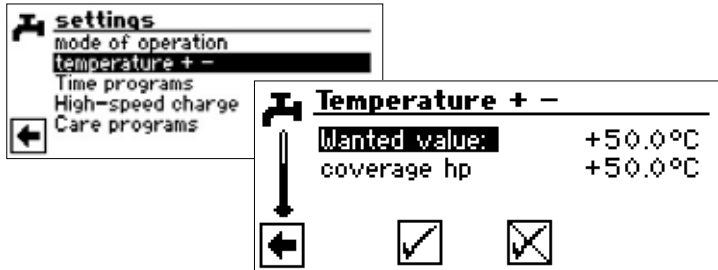 settings
mode of operation
temperature + -
Time programs
High-speed charge
Care programs
Temperature + -
Wanted value: +50.0°C
coverage hp +50.0°C